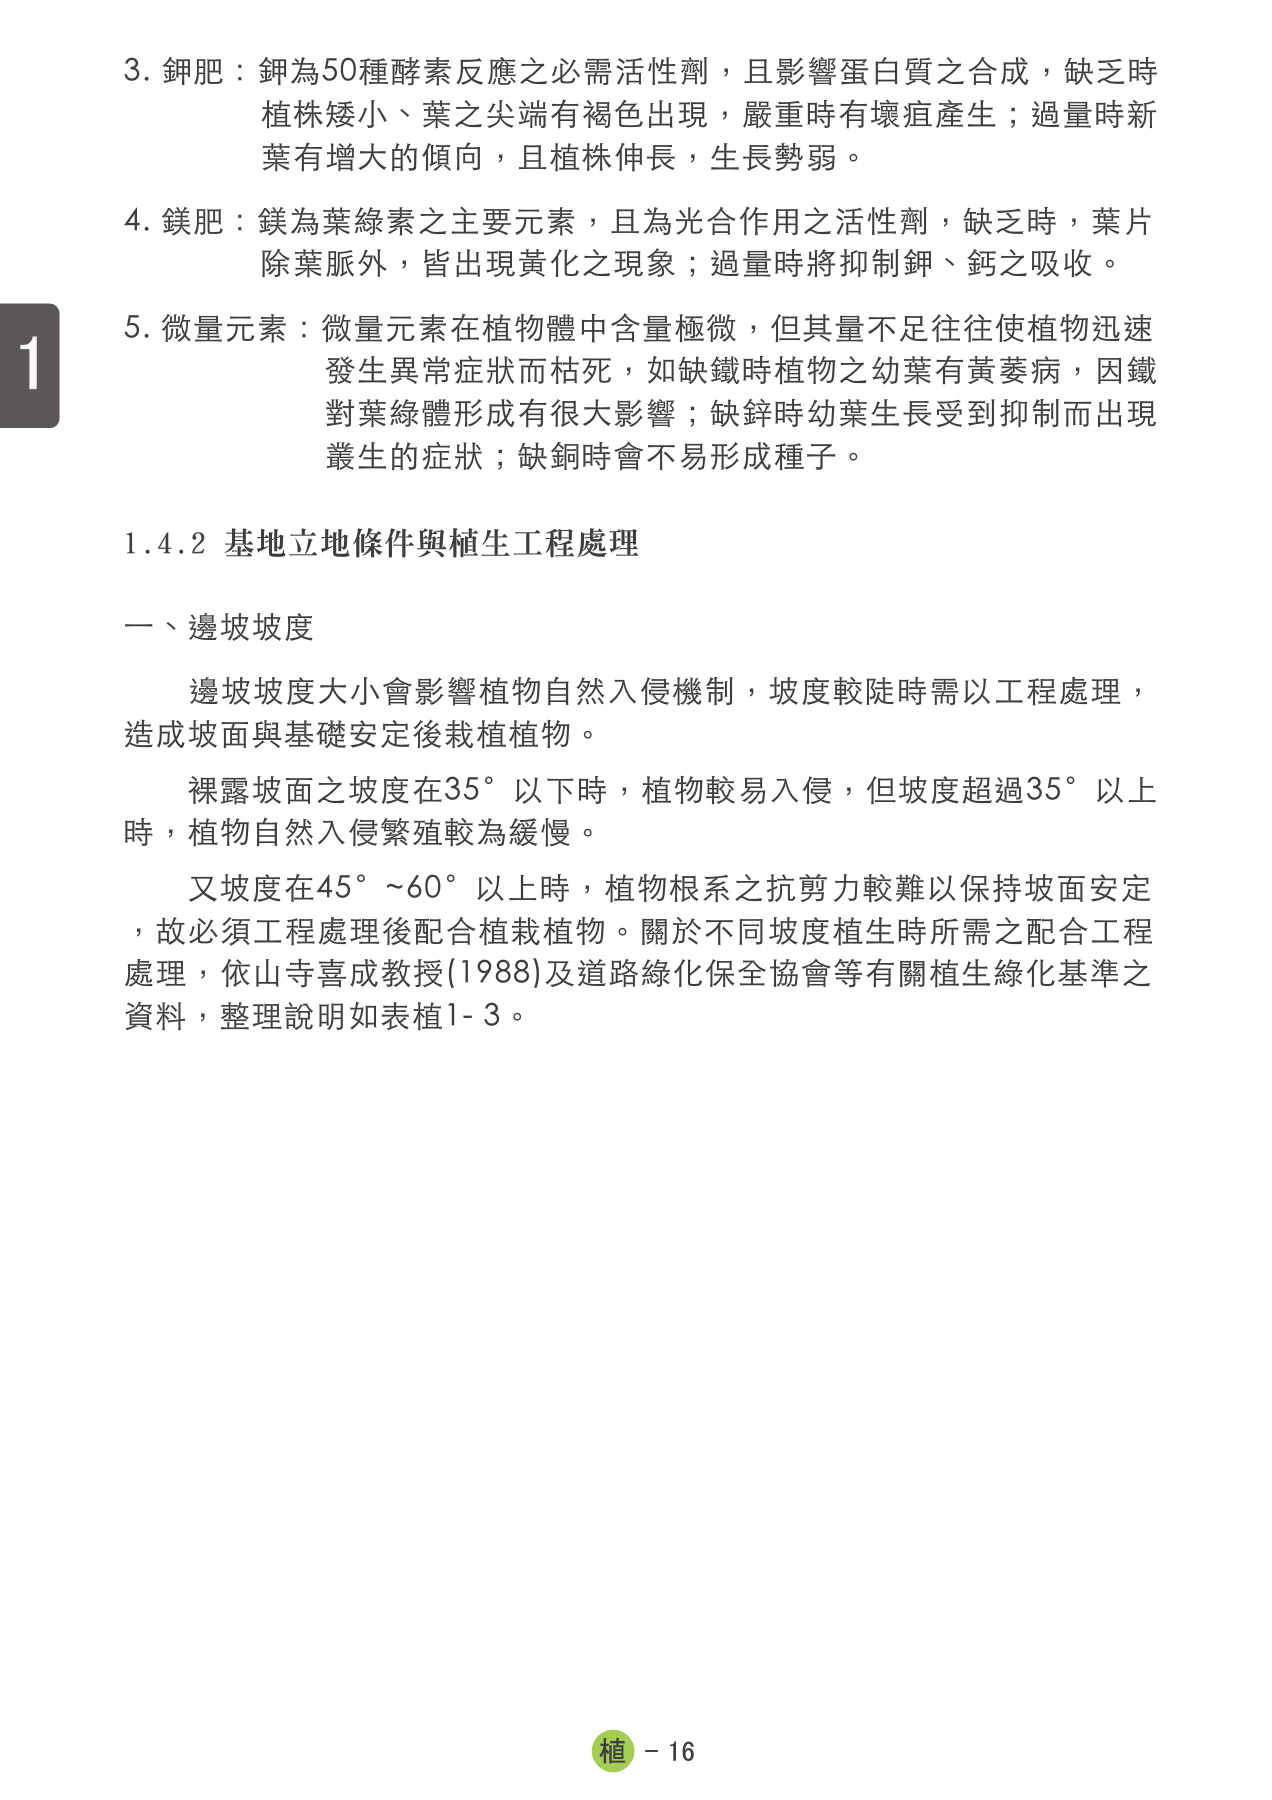 3. 鉀肥：鉀為50種酵素反應之必需活性劑，且影響蛋白質之合成，缺乏時
植株矮小、葉之尖端有褐色出現，嚴重時有壞疽產生；過量時新
葉有增大的傾向，且植株伸長，生長勢弱。
4. 鎂肥：鎂為葉綠素之主要元素，且為光合作用之活性劑，缺乏時，葉片
除葉脈外，皆出現黃化之現象；過量時將抑制鉀、鈣之吸收。
1
5. 微量元素：微量元素在植物體中含量極微，但其量不足往往使植物迅速
發生異常症狀而枯死，如缺鐵時植物之幼葉有黃萎病，因鐵
對葉綠體形成有很大影響；缺鋅時幼葉生長受到抑制而出現
叢生的症狀；缺銅時會不易形成種子。
1.4.2 基地立地條件與植生工程處理
一、邊坡坡度
邊坡坡度大小會影響植物自然入侵機制，坡度較陡時需以工程處理，
造成坡面與基礎安定後栽植植物。
裸露坡面之坡度在35°以下時，植物較易入侵，但坡度超過35°以上
時，植物自然入侵繁殖較為緩慢。
又坡度在45°~60°以上時，植物根系之抗剪力較難以保持坡面安定
，故必須工程處理後配合植栽植物。關於不同坡度植生時所需之配合工程
處理，依山寺喜成教授(1988)及道路綠化保全協會等有關植生綠化基準之
資料，整理說明如表植1- 3。
植 – 16